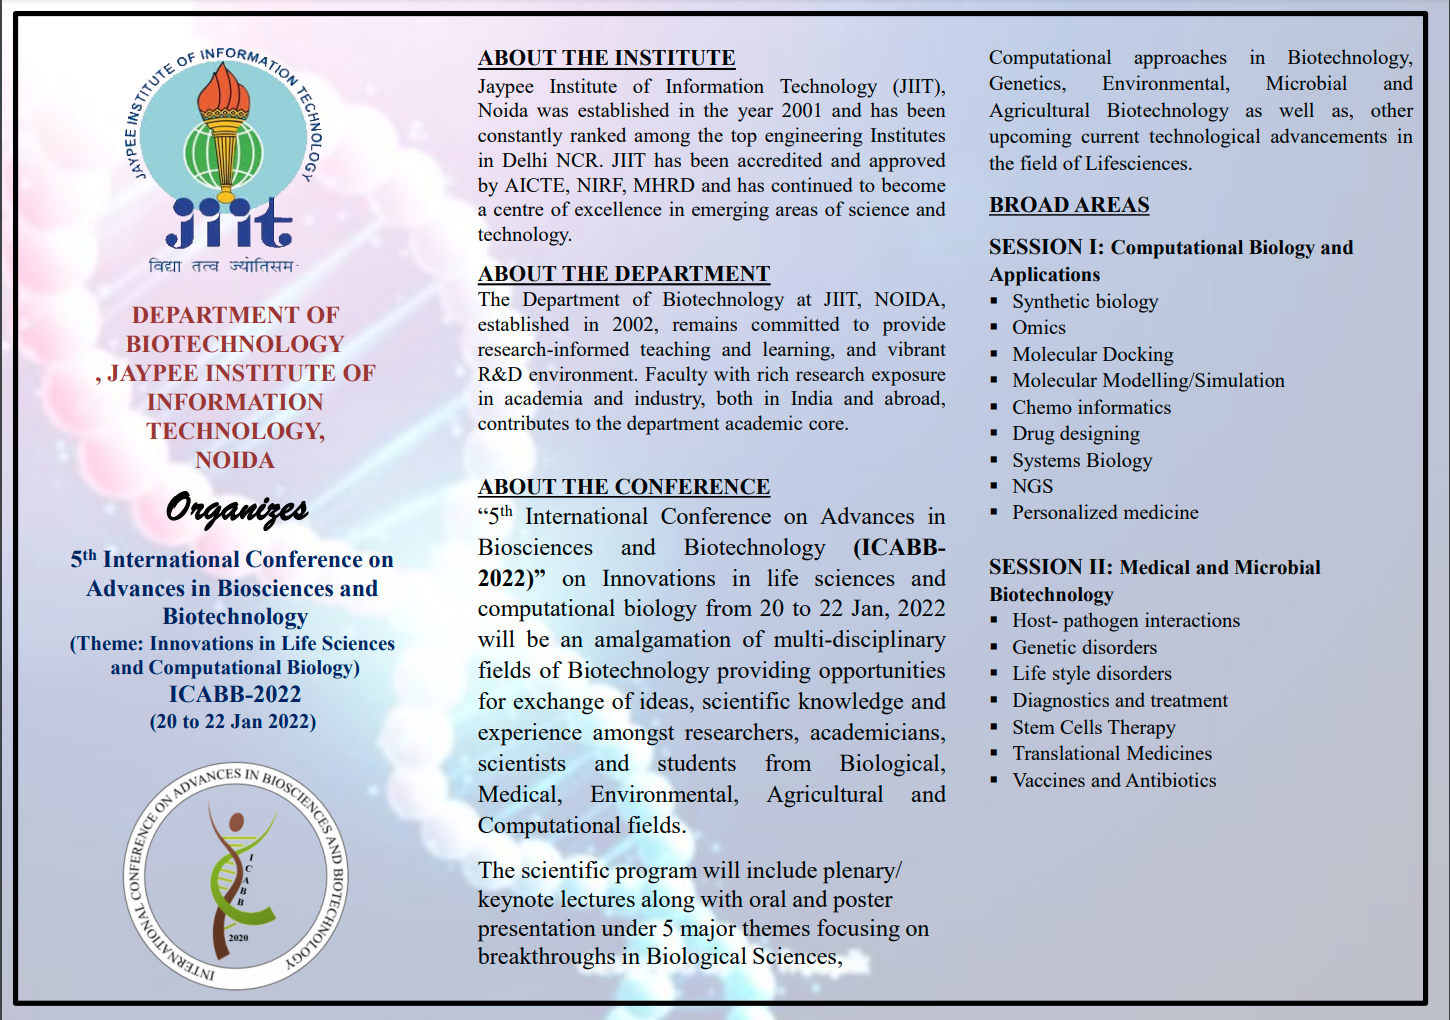 JAYPEE INSTITUTE OF INFORMATION TECHNOLOGY
jiit
विद्या तत्व ज्योतिसमः
DEPARTMENT OF
BIOTECHNOLOGY
, JAYPEE INSTITUTE OF
INFORMATION
TECHNOLOGY,
NOIDA
Organizes
5th International Conference on
Advances in Biosciences and
Biotechnology
(Theme: Innovations in Life Sciences
and Computational Biology)
ICABB-2022
(20 to 22 Jan 2022)
INTERNATIONAL CONFERENCE ON ADVANCES IN BIOSCIENCES AND BIOTECHNOLOGY
I
C
A
B
B
2020
ABOUT THE INSTITUTE
Jaypee Institute of Information Technology (JIIT),
Noida was established in the year 2001 and has been
constantly ranked among the top engineering Institutes
in Delhi NCR. JIIT has been accredited and approved
by AICTE, NIRF, MHRD and has continued to become
a centre of excellence in emerging areas of science and
technology.
ABOUT THE DEPARTMENT
The Department of Biotechnology at JIIT, NOIDA,
established in 2002, remains committed to provide
research-informed teaching and learning, and vibrant
R&D environment. Faculty with rich research exposure
in academia and industry, both in India and abroad,
contributes to the department academic core.
ABOUT THE CONFERENCE
“5th International Conference on Advances in
Biosciences and Biotechnology (ICABB-
2022)” on Innovations in life sciences and
computational biology from 20 to 22 Jan, 2022
will be an amalgamation of multi-disciplinary
fields of Biotechnology providing opportunities
for exchange of ideas, scientific knowledge and
experience amongst researchers, academicians,
scientists and students from Biological,
Medical, Environmental, Agricultural and
Computational fields.
The scientific program will include plenary/
keynote lectures along with oral and poster
presentation under 5 major themes focusing on
breakthroughs in Biological Sciences,
Computational approaches in Biotechnology,
Genetics, Environmental, Microbial and
Agricultural Biotechnology as well as, other
upcoming current technological advancements in
the field of Lifesciences.
BROAD AREAS
SESSION I: Computational Biology and
Applications
▪ Synthetic biology
▪ Omics
▪ Molecular Docking
▪ Molecular Modelling/Simulation
▪ Chemo informatics
▪ Drug designing
▪ Systems Biology
▪ NGS
▪ Personalized medicine
SESSION II: Medical and Microbial
Biotechnology
▪ Host- pathogen interactions
▪ Genetic disorders
▪ Life style disorders
▪ Diagnostics and treatment
▪ Stem Cells Therapy
▪ Translational Medicines
▪ Vaccines and Antibiotics